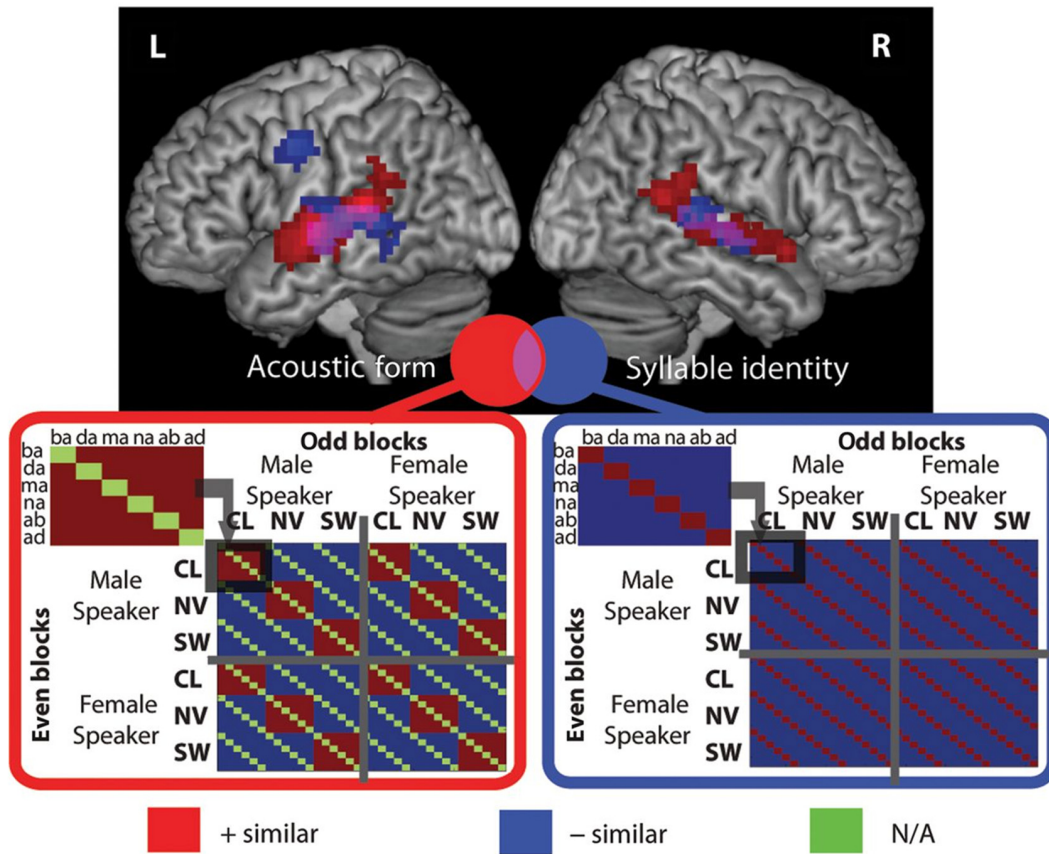 L
R
Acoustic form
Syllable identity
ba da ma na ab ad
ba
da
ma
na
ab
ad
Odd blocks
Male Speaker
Female Speaker
CL NV SW CL NV SW
Even blocks
Male Speaker
CL
NV
SW
Female Speaker
CL
NV
SW
ba da ma na ab ad
ba
da
ma
na
ab
ad
Odd blocks
Male Speaker
Female Speaker
CL NV SW CL NV SW
Even blocks
Male Speaker
CL
NV
SW
Female Speaker
CL
NV
SW
+ similar
– similar
N/A